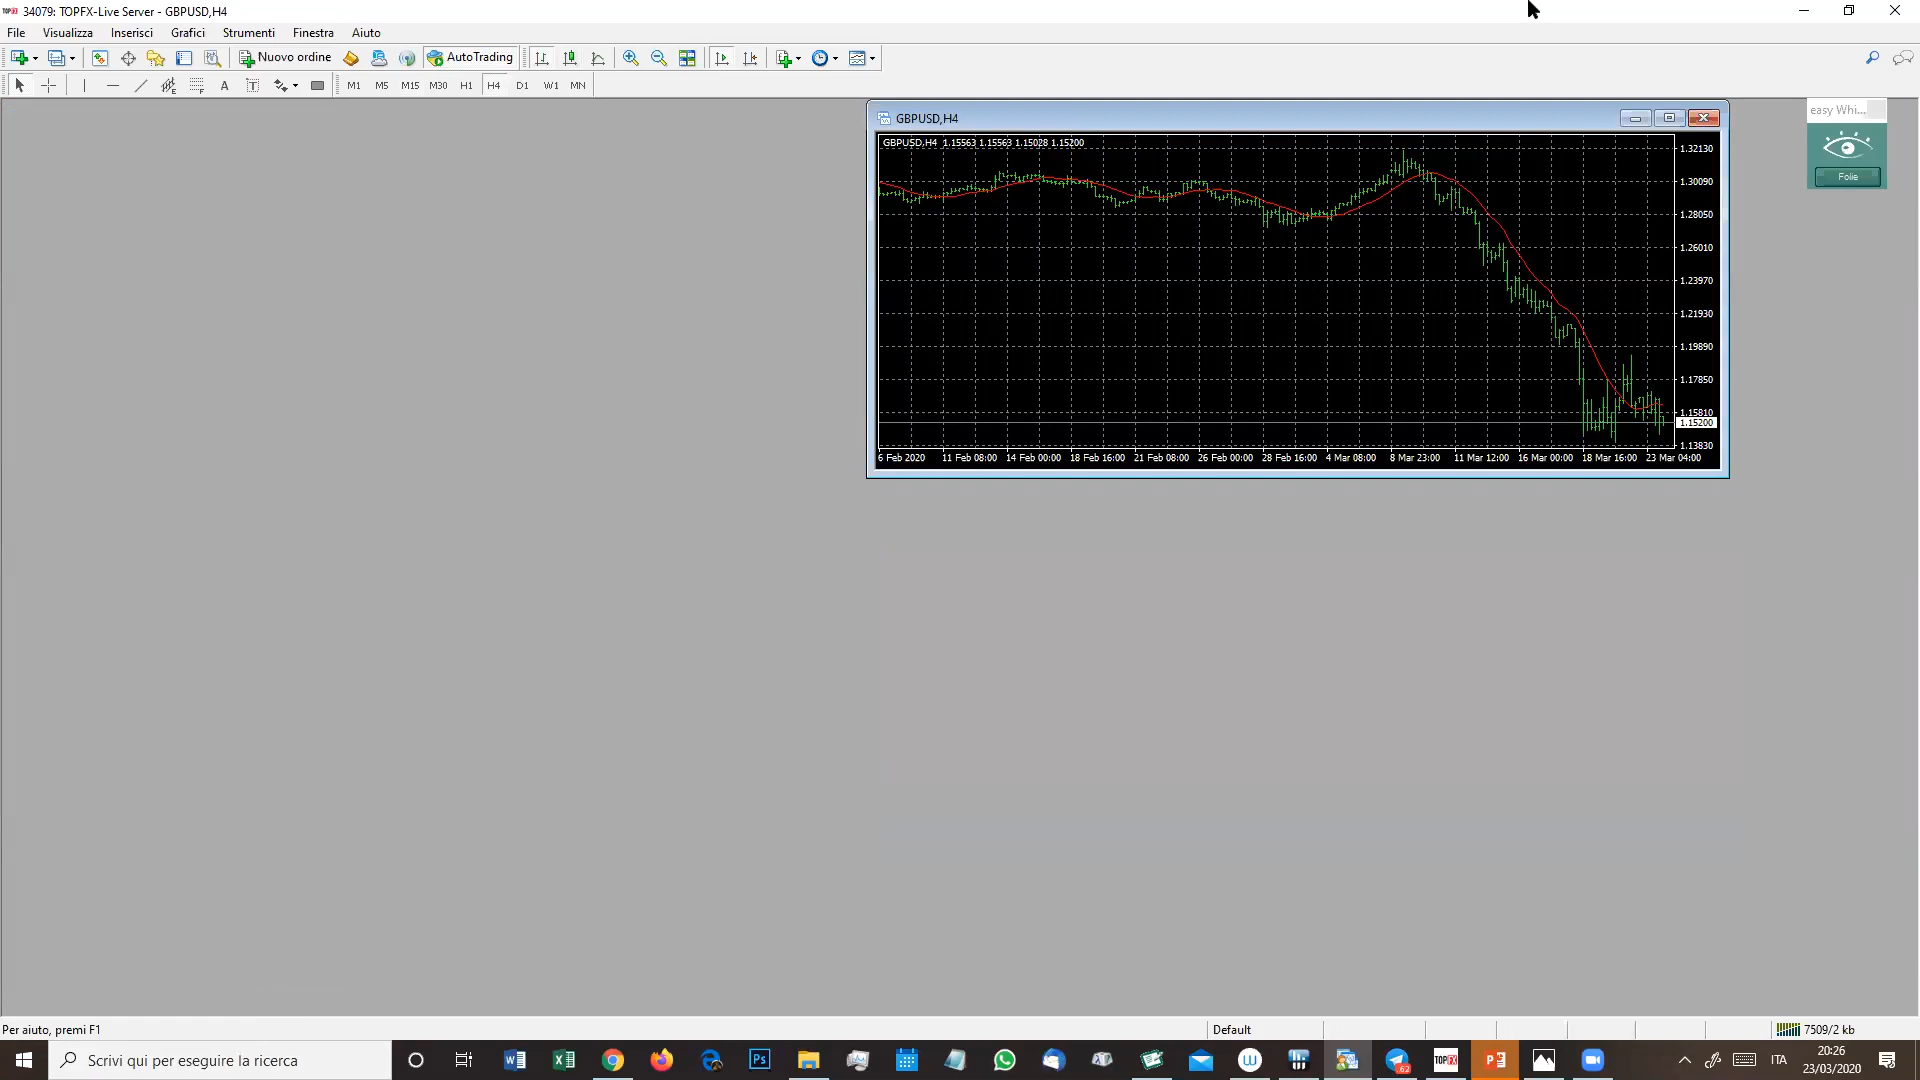 34079: TOPFX-Live Server - GBPUSD,H4
File Visualizza Inserisci Grafici Strumenti Finestra Aiuto
Nuovo ordine AutoTrading
A T M1 M5 M15 M30 H1 H4 D1 W1 MN
GBPUSD,H4
easy Whi...
Folie
GBPUSD,H4 1.15563 1.15563 1.15028 1.15200
1.32130
1.30090
1.28050
1.26010
1.23970
1.21930
1.19890
1.17850
1.15810
1.15200
1.13830
6 Feb 2020 11 Feb 08:00 14 Feb 00:00 18 Feb 16:00 21 Feb 08:00 26 Feb 00:00 28 Feb 16:00 4 Mar 08:00 8 Mar 23:00 11 Mar 12:00 16 Mar 00:00 18 Mar 16:00 23 Mar 04:00
Per aiuto, premi F1 Default 7509/2 kb
Scrivi qui per eseguire la ricerca
Ps
62
TOPFX
ITA
20:26
23/03/2020